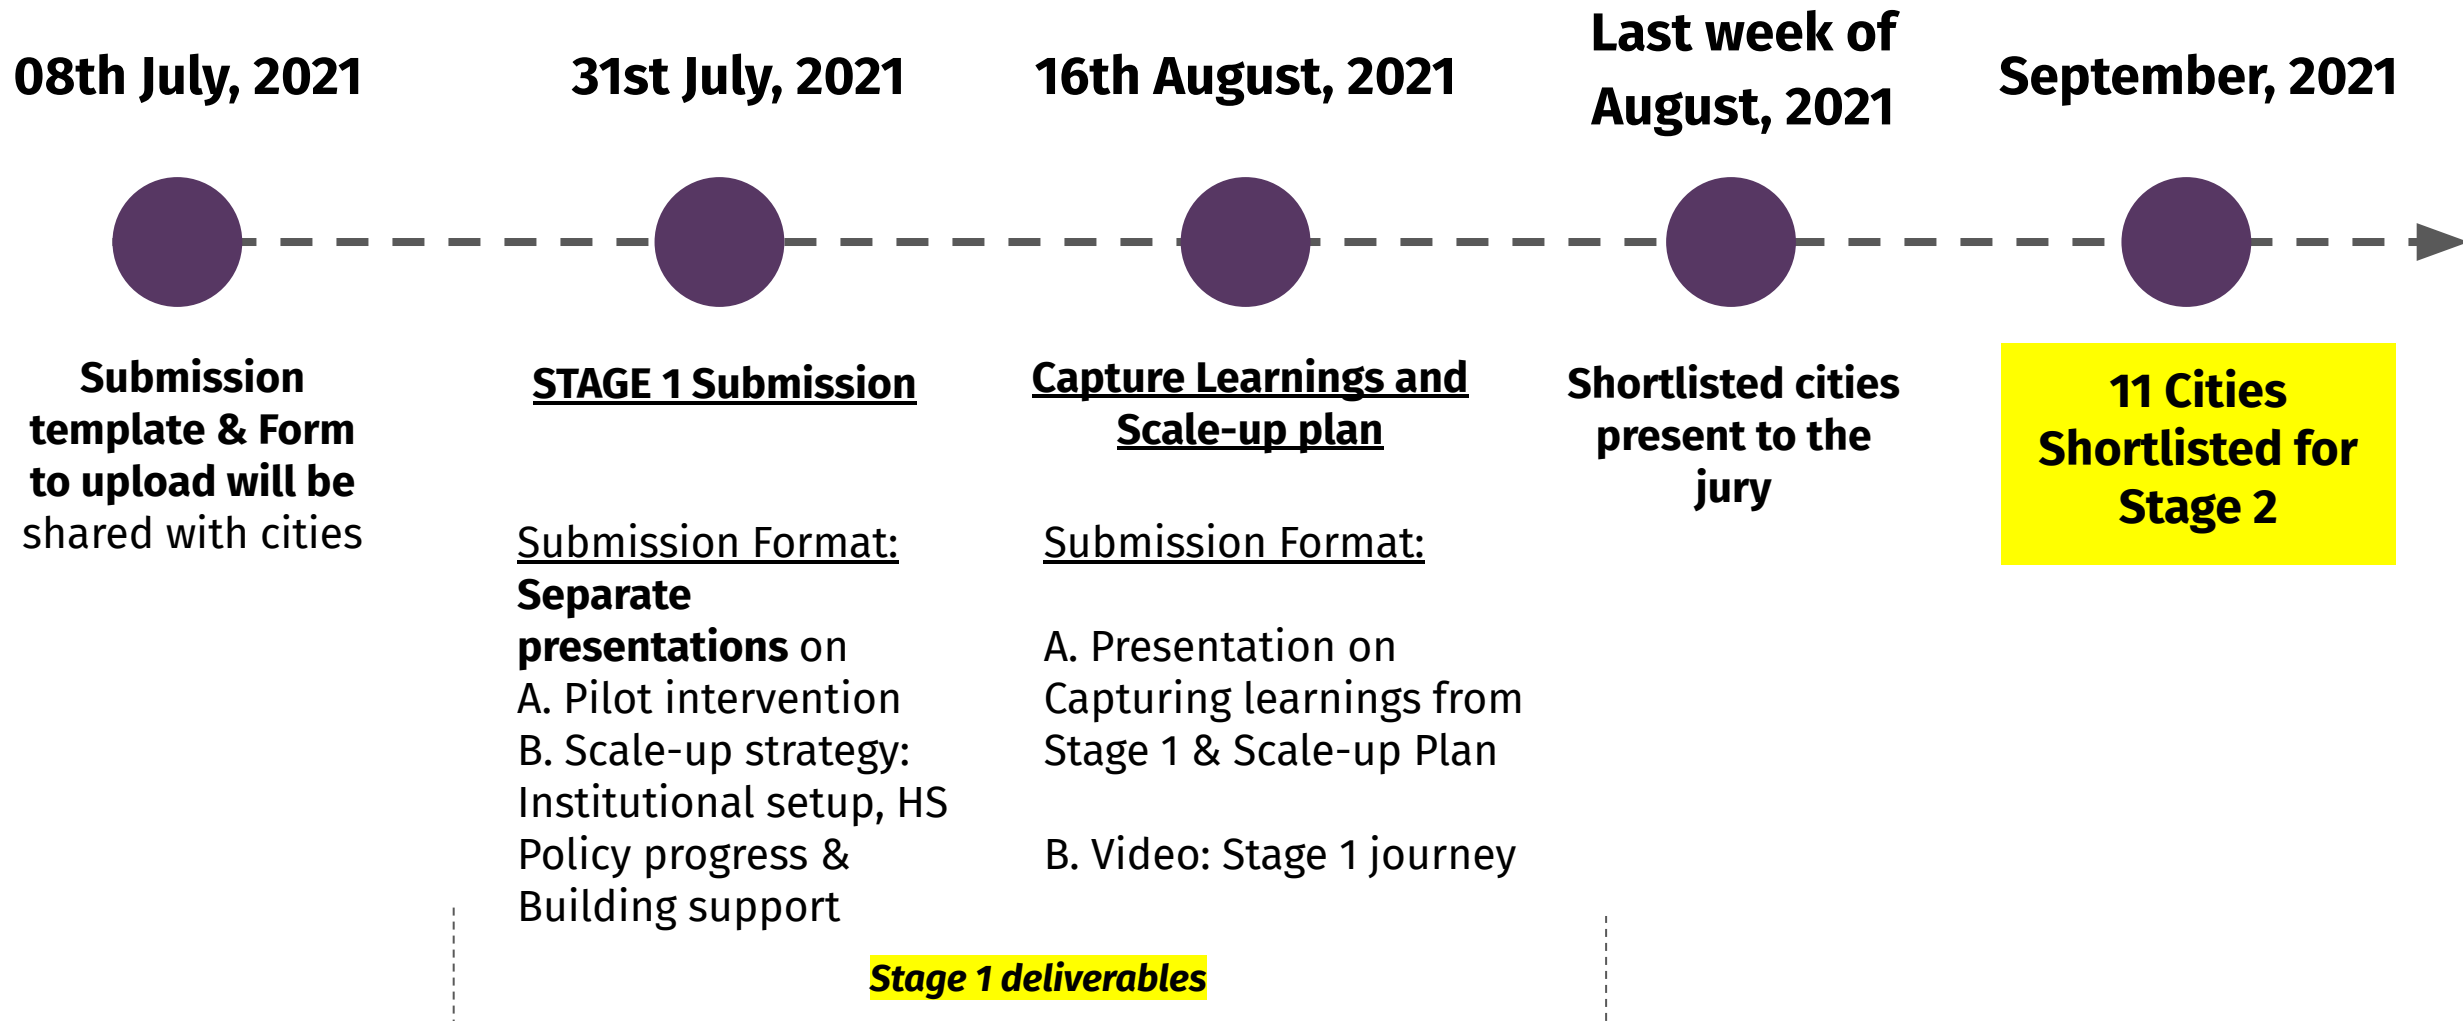 08th July, 2021
31st July, 2021
16th August, 2021
Last week of
August, 2021
September, 2021
Submission
template & Form
to upload will be
shared with cities
STAGE 1 Submission
Submission Format:
Separate
presentations on
A. Pilot intervention
B. Scale-up strategy:
Institutional setup, HS
Policy progress &
Building support
Capture Learnings and
Scale-up plan
Submission Format:
A. Presentation on
Capturing learnings from
Stage 1 & Scale-up Plan
B. Video: Stage 1 journey
Shortlisted cities
present to the
jury
11 Cities
Shortlisted for
Stage 2
Stage 1 deliverables